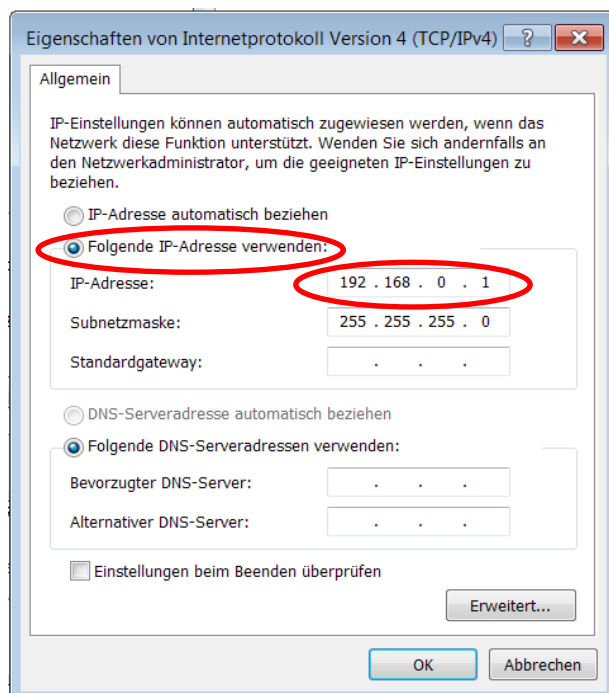 Eigenschaften von Internetprotokoll Version 4 (TCP/IPv4)
Allgemein
IP-Einstellungen können automatisch zugewiesen werden, wenn das
Netzwerk diese Funktion unterstützt. Wenden Sie sich andernfalls an
den Netzwerkadministrator, um die geeigneten IP-Einstellungen zu
beziehen.
IP-Adresse automatisch beziehen
Folgende IP-Adresse verwenden:
IP-Adresse: 192 . 168 . 0 . 1
Subnetzmaske: 255 . 255 . 255 . 0
Standardgateway: . . .
DNS-Serveradresse automatisch beziehen
Folgende DNS-Serveradressen verwenden:
Bevorzugter DNS-Server: . . .
Alternativer DNS-Server: . . .
Einstellungen beim Beenden überprüfen
Erweitert...
OK Abbrechen